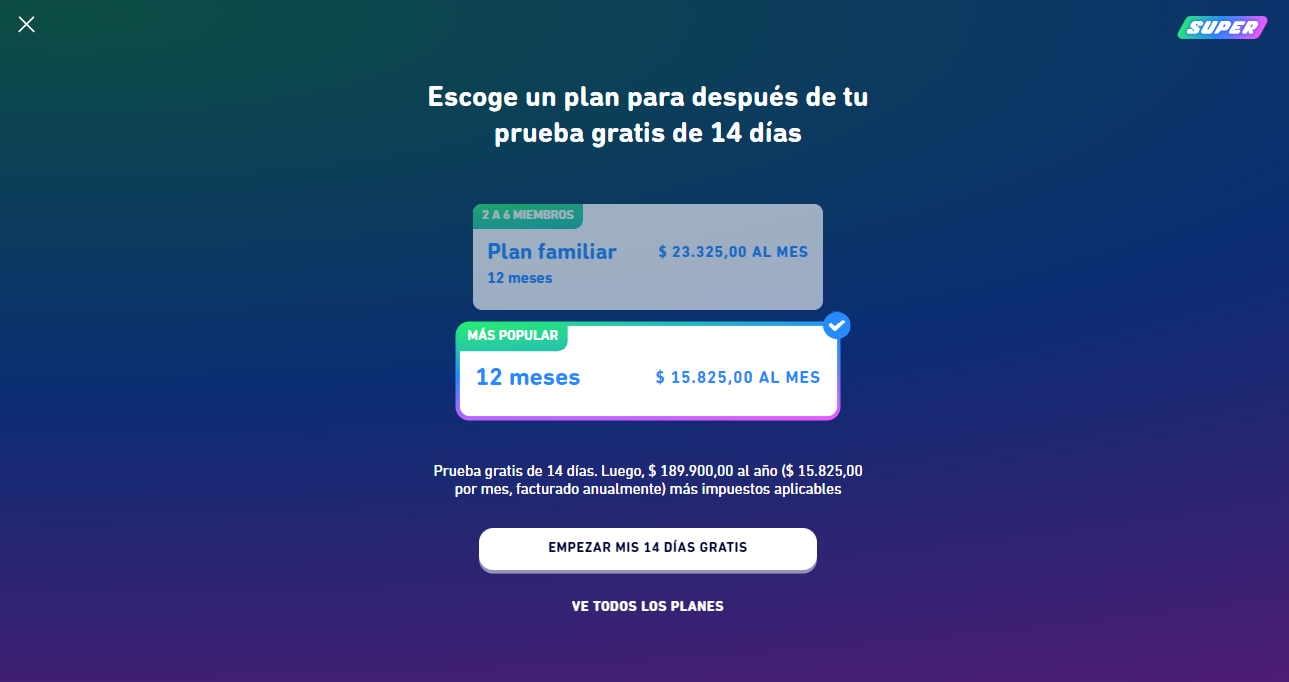 SUPER
Escoge un plan para después de tu
prueba gratis de 14 días
2 A 6 MIEMBROS
Plan familiar $ 23.325,00 AL MES
12 meses
MÁS POPULAR
12 meses $ 15.825,00 AL MES
Prueba gratis de 14 días. Luego, $ 189.900,00 al año ($ 15.825,00
por mes, facturado anualmente) más impuestos aplicables
EMPEZAR MIS 14 DÍAS GRATIS
VE TODOS LOS PLANES